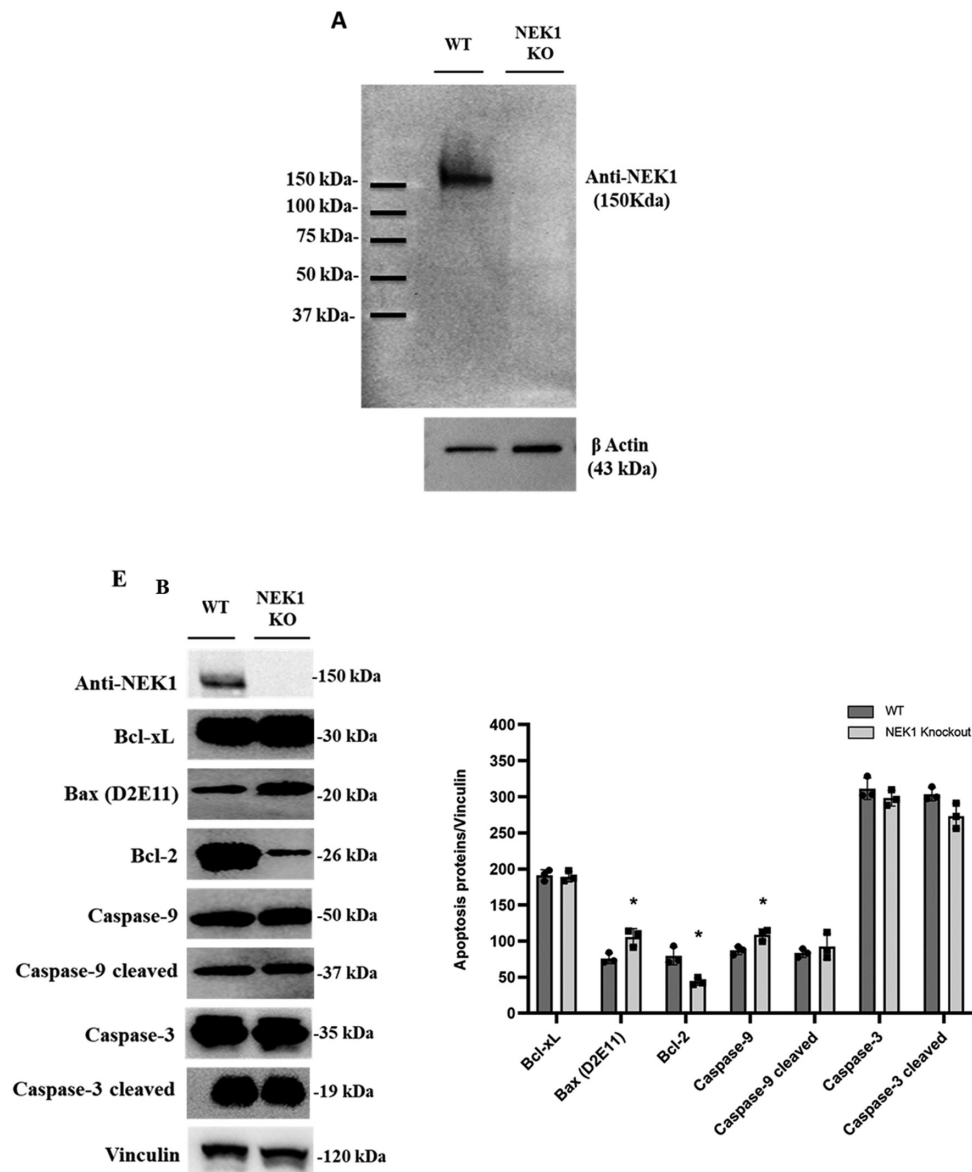 A
WT
NEK1
KO
150 kDa-
100 kDa-
75 kDa-
50 kDa-
37 kDa-
Anti-NEK1
(150Kda)
β Actin
(43 kDa)
E B
WT
NEK1
KO
Anti-NEK1 -150 kDa
Bcl-xL -30 kDa
Bax (D2E11) -20 kDa
Bcl-2 -26 kDa
Caspase-9 -50 kDa
Caspase-9 cleaved -37 kDa
Caspase-3 -35 kDa
Caspase-3 cleaved -19 kDa
Vinculin -120 kDa
WT
NEK1 Knockout
Apoptosis proteins/Vinculin
400
350
300
250
200
150
100
50
0
*
*
*
Bcl-xL
Bax (D2E11)
Bcl-2
Caspase-9
Caspase-9 cleaved
Caspase-3
Caspase-3 cleaved